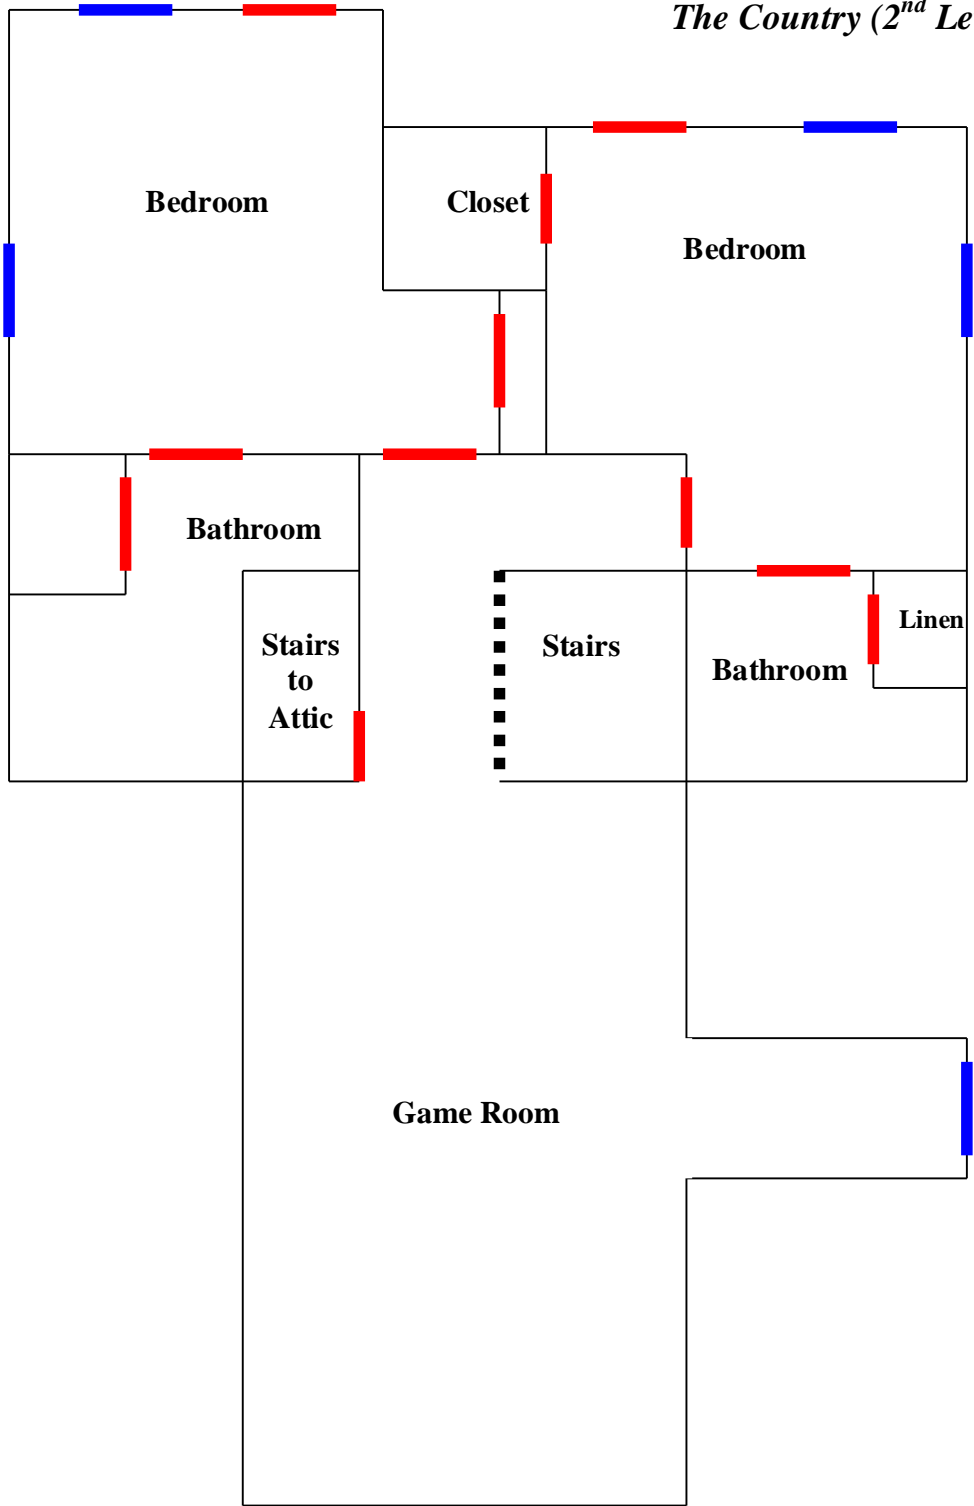 The Country (2nd Le
Bedroom
Closet
Bedroom
Bathroom
Linen
Stairs
to
Attic
Stairs
Bathroom
Game Room